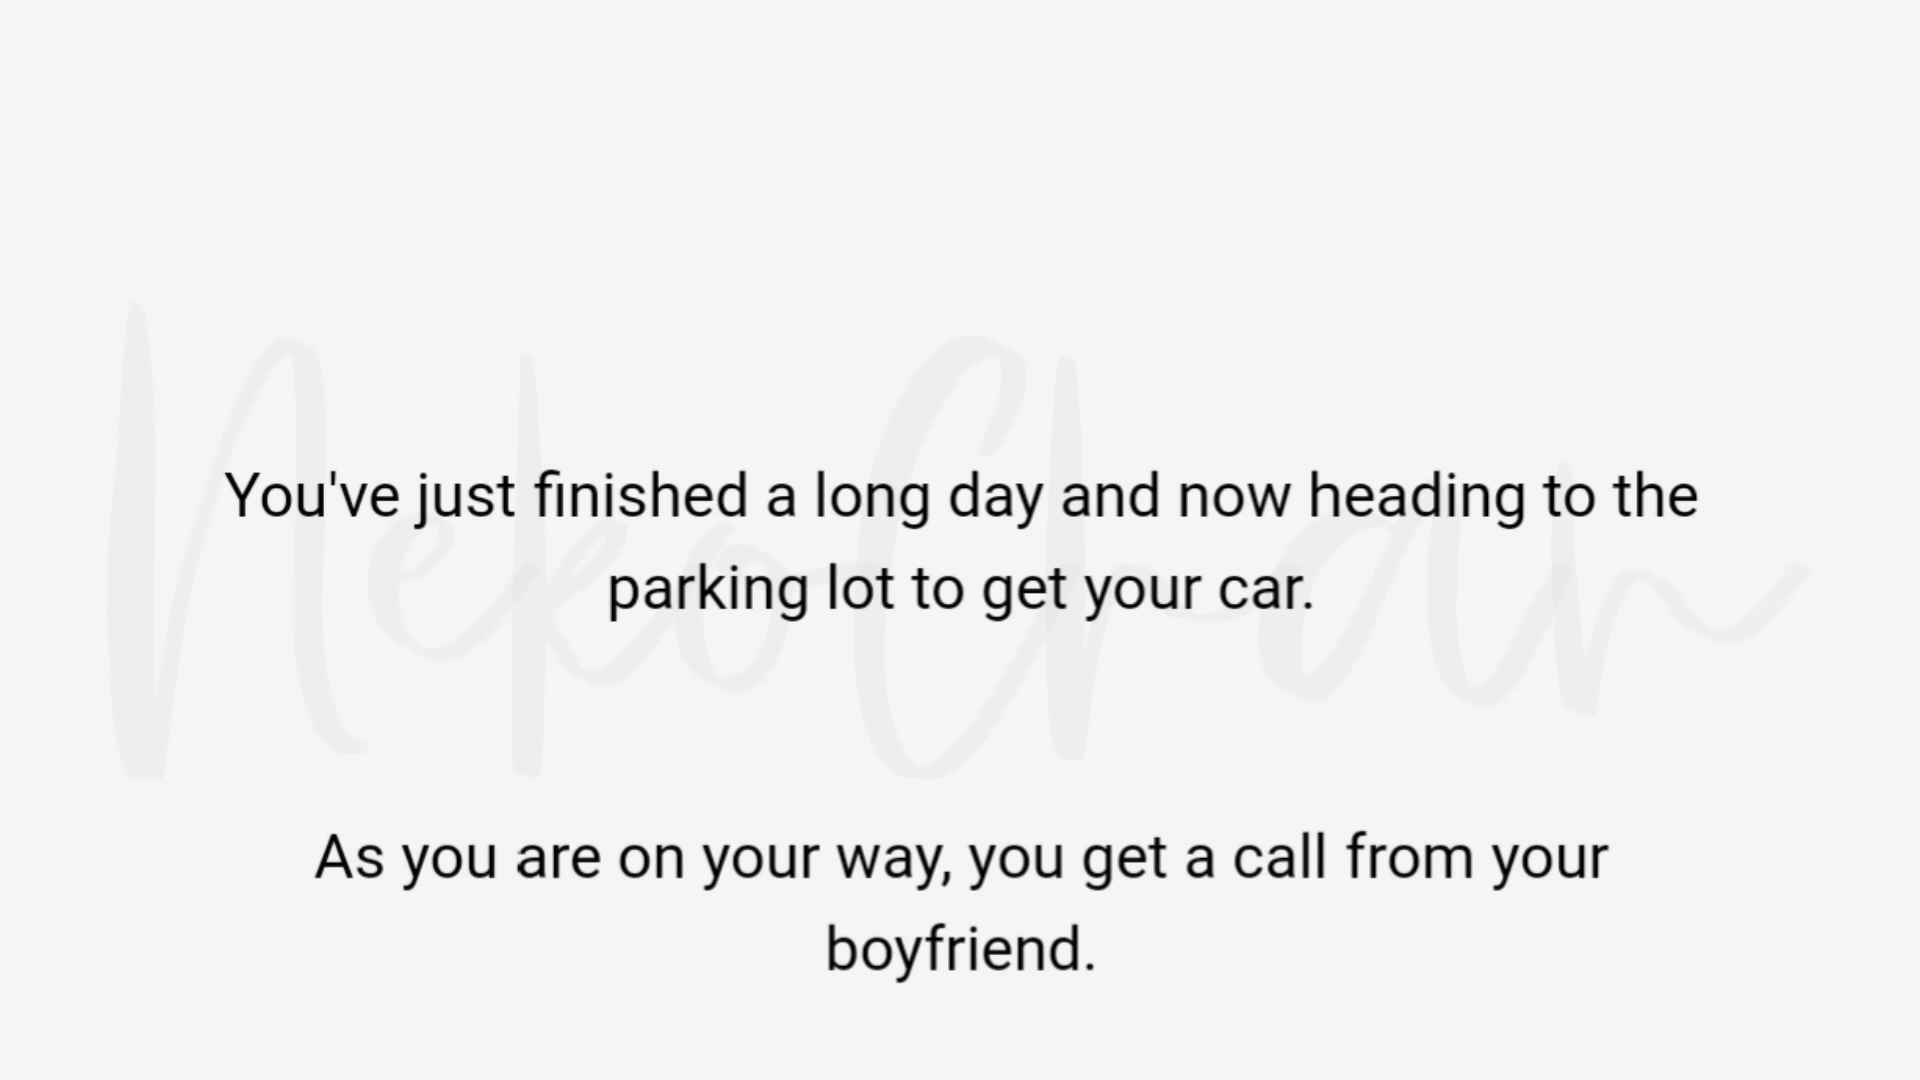 You've just finished a long day and now heading to the
parking lot to get your car.
NekoChan
As you are on your way, you get a call from your
boyfriend.